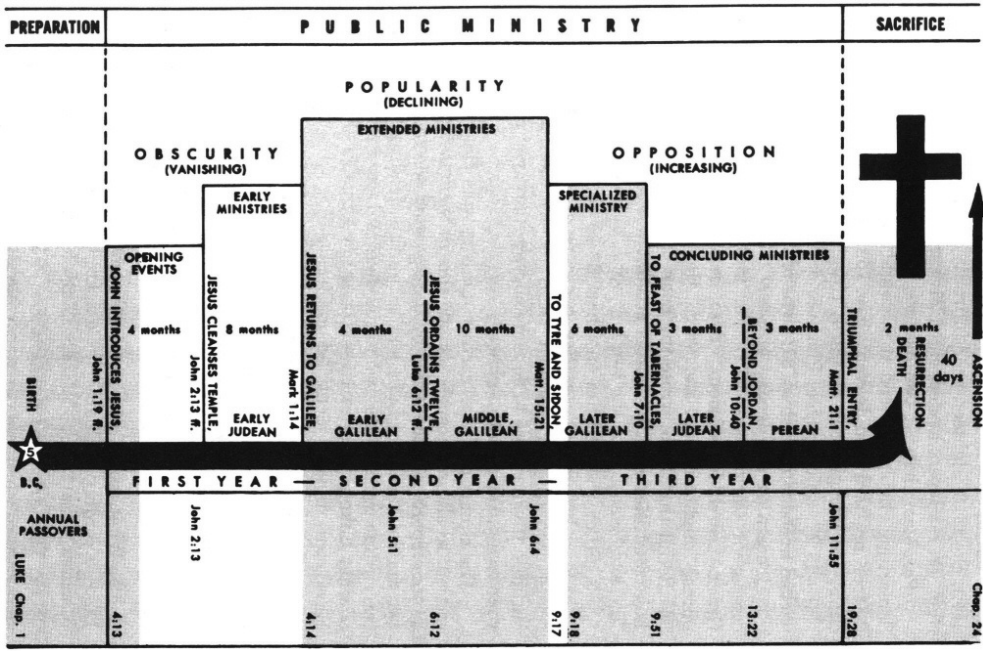 PREPARATION
PUBLIC MINISTRY
SACRIFICE
POPULARITY
(DECLINING)
EXTENDED MINISTRIES
OBSCURITY
(VANISHING)
OPPOSITION
(INCREASING)
EARLY
MINISTRIES
SPECIALIZED
MINISTRY
OPENING
EVENTS
CONCLUDING MINISTRIES
JOHN INTRODUCES JESUS,
John 1:19 ff.
4 months
JESUS CLEANSES TEMPLE,
John 2:13 ff.
8 months
EARLY
JUDEAN
JESUS RETURNS TO GALILEE,
Mark 1:14
4 months
EARLY
GALILEAN
JESUS ORDAINS TWELVE,
Luke 6:12 ff.
10 months
MIDDLE,
GALILEAN
TO TYRE AND SIDON,
Matt. 15:21
6 months
LATER
GALILEAN
TO FEAST OF TABERNACLES,
John 7:10
3 months
LATER
JUDEAN
BEYOND JORDAN,
John 10:40
3 months
PEREAN
TRIUMPHAL ENTRY,
Matt. 21:1
2 months
RESURRECTION
DEATH
40
days
ASCENSION
BIRTH
5
B.C,
FIRST YEAR — SECOND YEAR — THIRD YEAR
ANNUAL
PASSOVERS
John 2:13
John 5:1
John 6:4
John 11:55
LUKE Chap. 1
4:13
4:14
6:12
9:17
9:18
9:51
13:22
19:28
Chap. 24